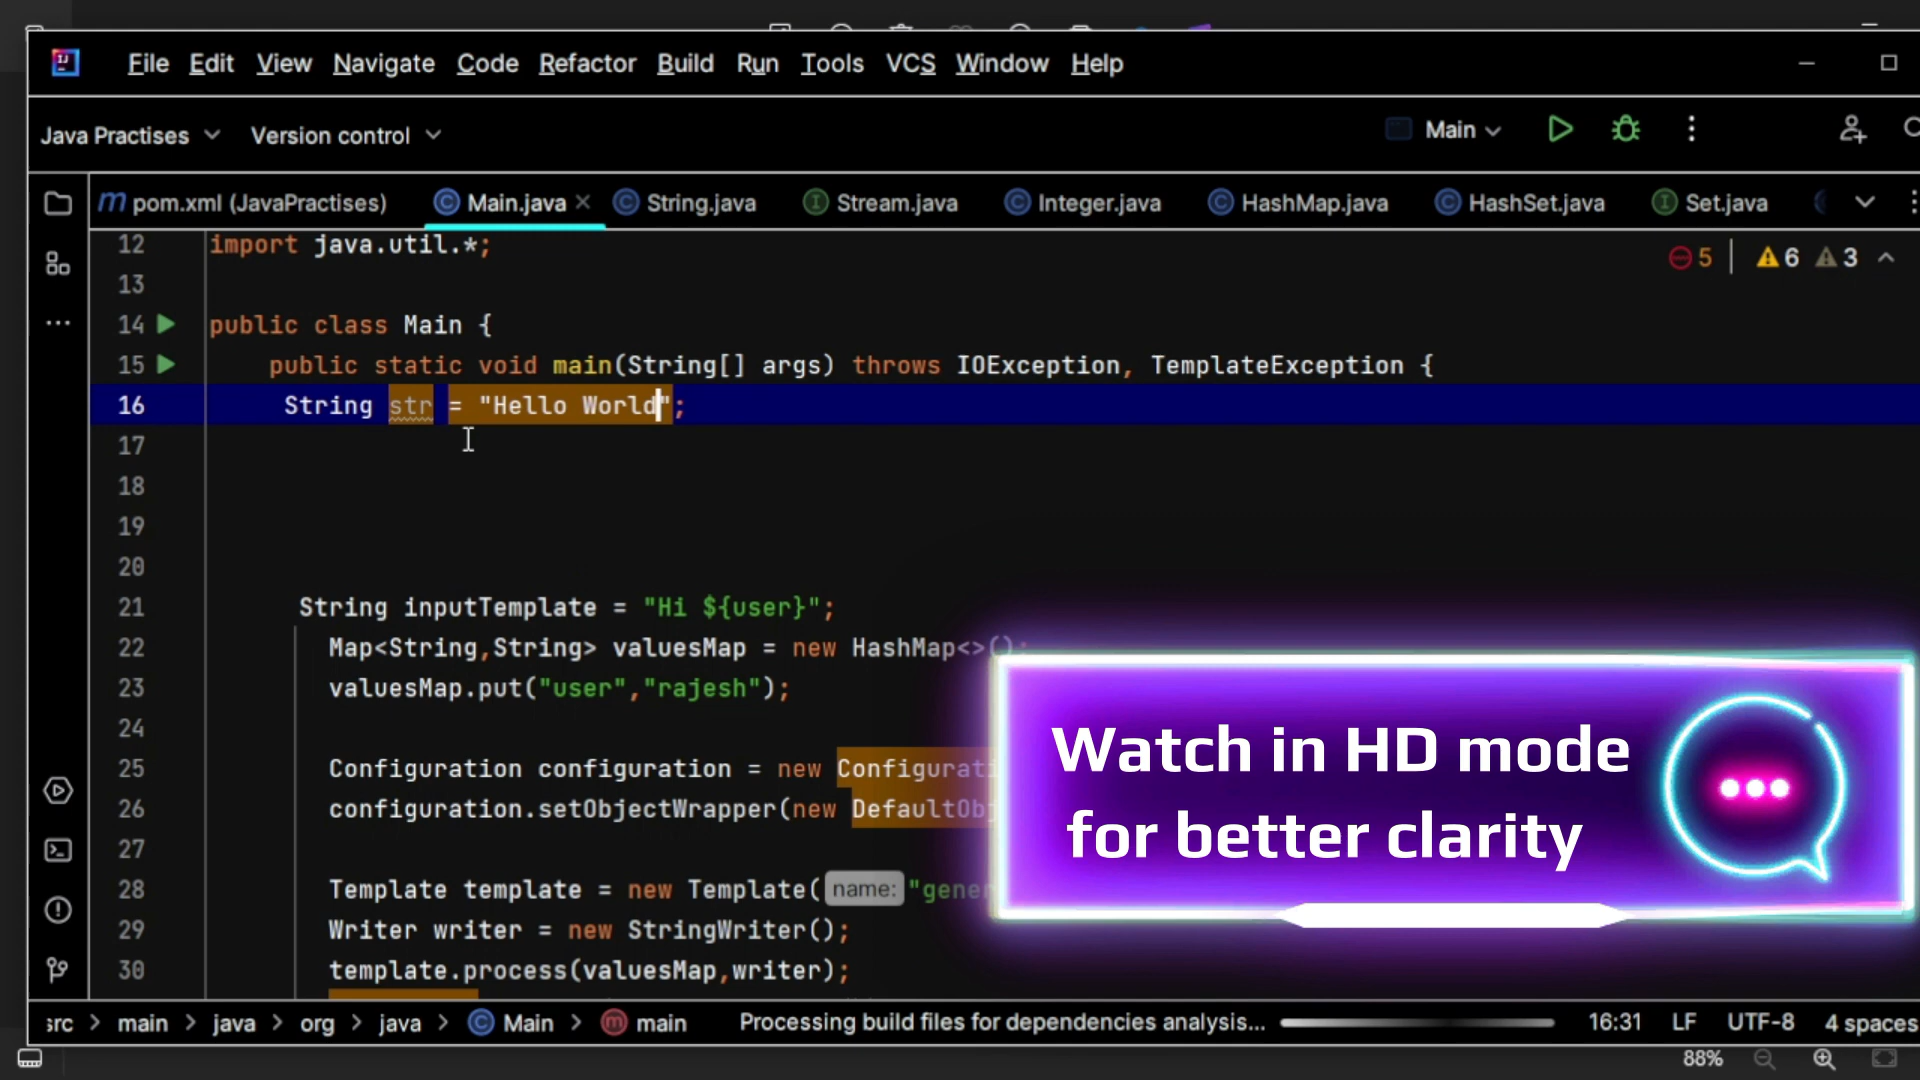 File Edit View Navigate Code Refactor Build Run Tools VCS Window Help
Java Practises Version control Main
pom.xml (JavaPractises) Main.java String.java Stream.java Integer.java HashMap.java HashSet.java Set.java
12 import java.util.*;
5 6 3
13
14 public class Main {
15 public static void main(String[] args) throws IOException, TemplateException {
16 String str = "Hello World";
17
18
19
20
21 String inputTemplate = "Hi ${user}";
22 Map<String,String> valuesMap = new HashMap<>();
23 valuesMap.put("user","rajesh");
24
25 Configuration configuration = new Configurati
26 configuration.setObjectWrapper(new DefaultObj
27
28 Template template = new Template( name: "gener
29 Writer writer = new StringWriter();
30 template.process(valuesMap,writer);
Watch in HD mode
for better clarity
src > main > java > org > java > Main > main Processing build files for dependencies analysis... 16:31 LF UTF-8 4 spaces
88%